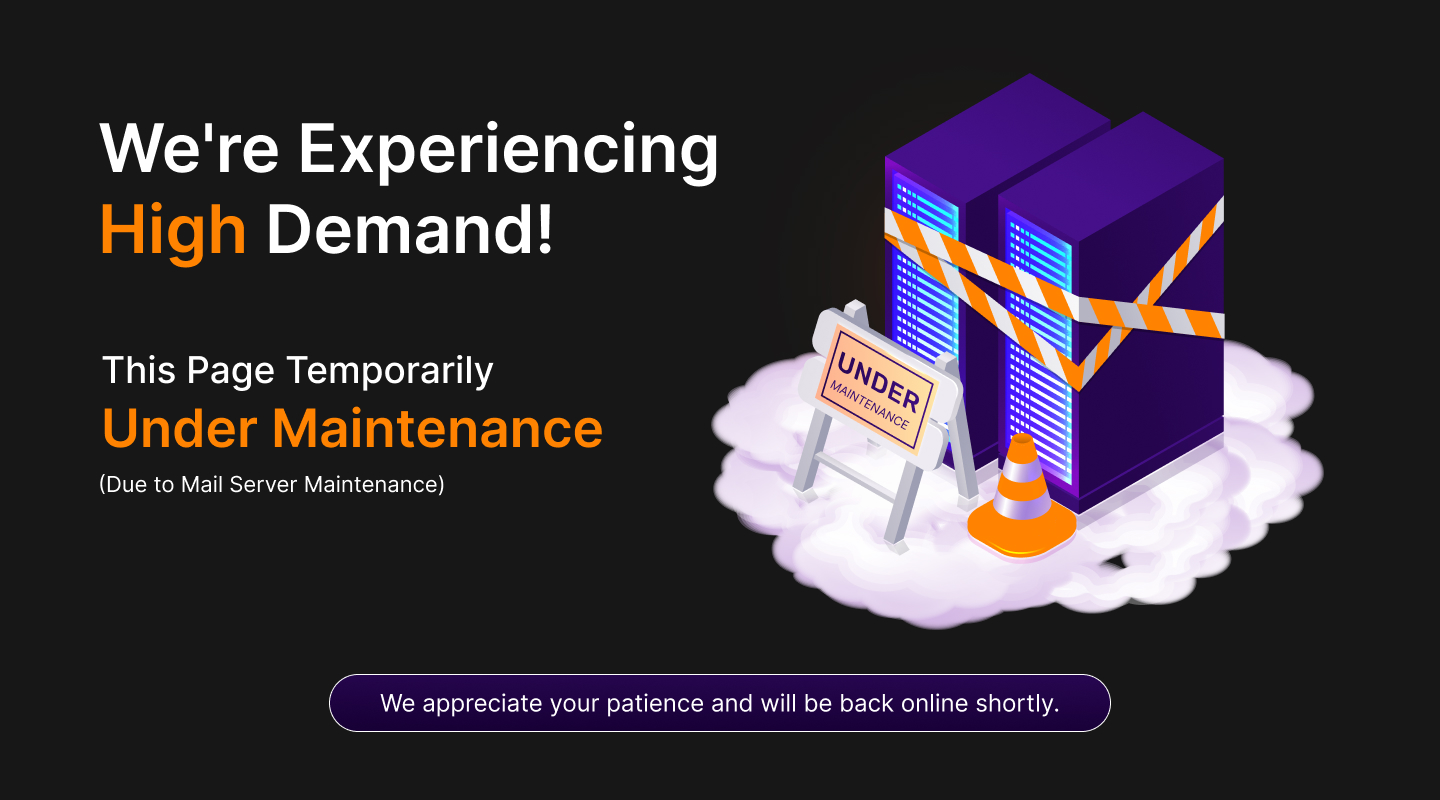 We're Experiencing
High Demand!
This Page Temporarily
Under Maintenance
(Due to Mail Server Maintenance)
UNDER
MAINTENANCE
We appreciate your patience and will be back online shortly.